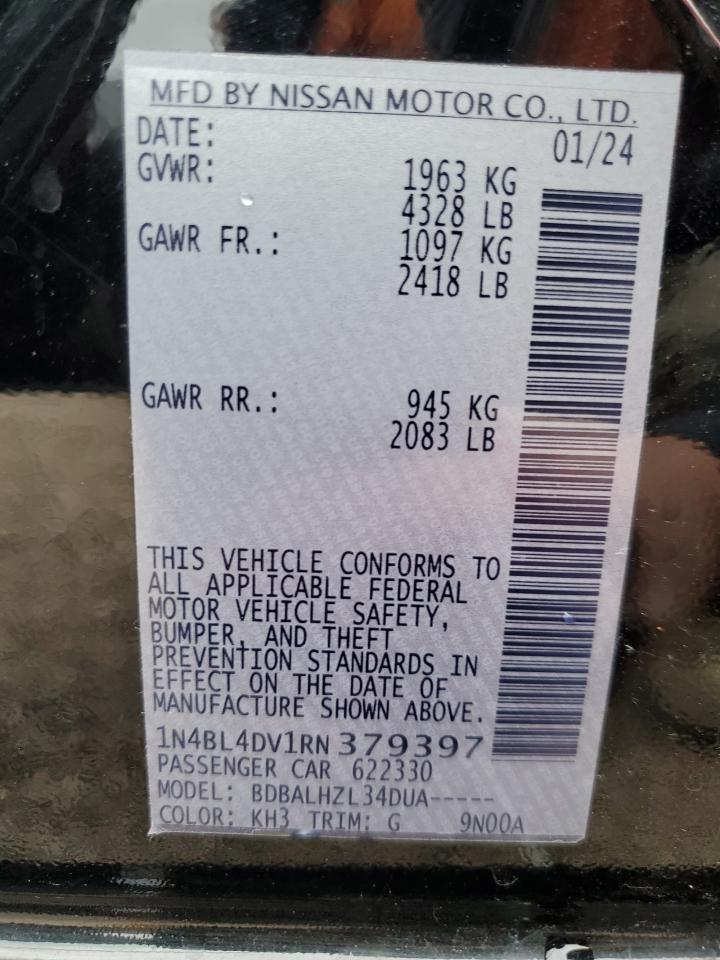 MFD BY NISSAN MOTOR CO., LTD.
DATE: 01/24
GVWR: 1963 KG
4328 LB
GAWR FR.: 1097 KG
2418 LB
GAWR RR.: 945 KG
2083 LB
THIS VEHICLE CONFORMS TO
ALL APPLICABLE FEDERAL
MOTOR VEHICLE SAFETY,
BUMPER, AND THEFT
PREVENTION STANDARDS IN
EFFECT ON THE DATE OF
MANUFACTURE SHOWN ABOVE.
1N4BL4DV1RN379397
PASSENGER CAR 622330
MODEL: BDBALHZL34DUA-----
COLOR: KH3 TRIM: G 9N00A